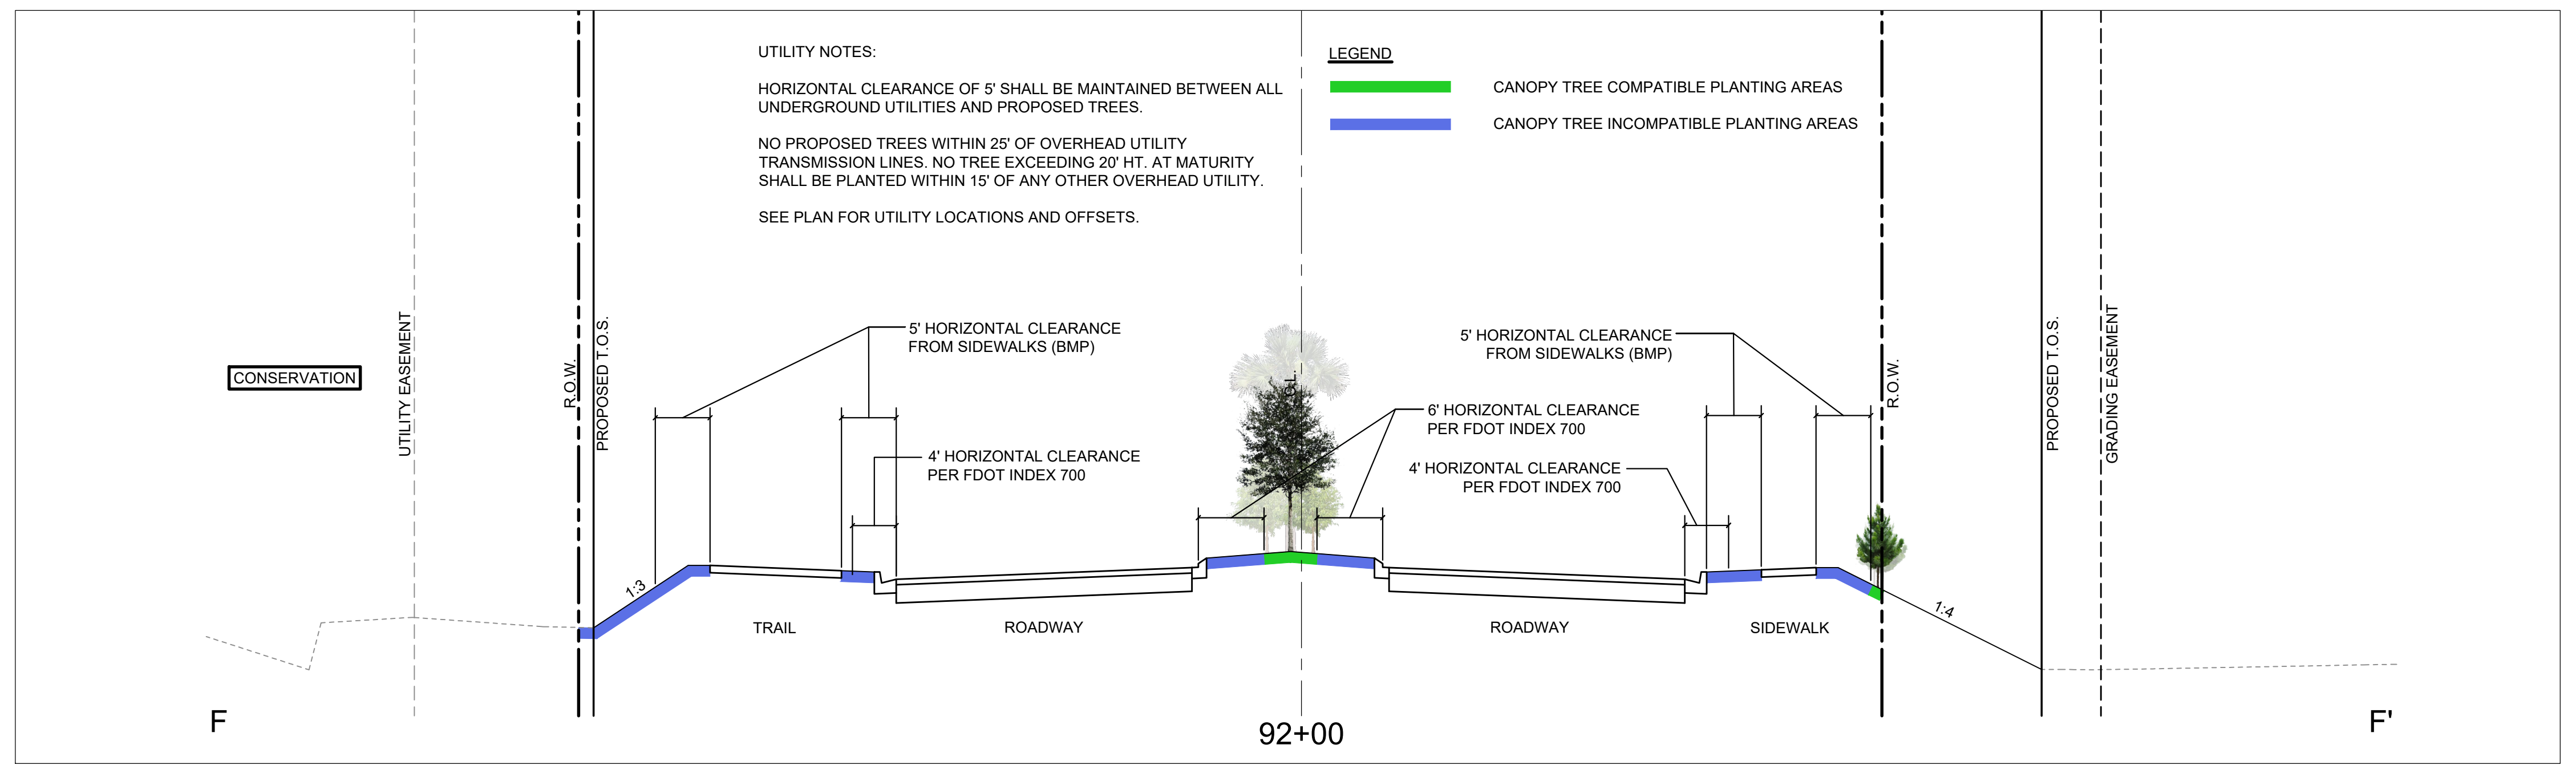 UTILITY NOTES:
HORIZONTAL CLEARANCE OF 5' SHALL BE MAINTAINED BETWEEN ALL
UNDERGROUND UTILITIES AND PROPOSED TREES.
NO PROPOSED TREES WITHIN 25' OF OVERHEAD UTILITY
TRANSMISSION LINES. NO TREE EXCEEDING 20' HT. AT MATURITY
SHALL BE PLANTED WITHIN 15' OF ANY OTHER OVERHEAD UTILITY.
SEE PLAN FOR UTILITY LOCATIONS AND OFFSETS.
LEGEND
CANOPY TREE COMPATIBLE PLANTING AREAS
CANOPY TREE INCOMPATIBLE PLANTING AREAS
CONSERVATION
UTILITY EASEMENT
R.O.W.
PROPOSED T.O.S.
5' HORIZONTAL CLEARANCE
FROM SIDEWALKS (BMP)
4' HORIZONTAL CLEARANCE
PER FDOT INDEX 700
6' HORIZONTAL CLEARANCE
PER FDOT INDEX 700
5' HORIZONTAL CLEARANCE
FROM SIDEWALKS (BMP)
4' HORIZONTAL CLEARANCE
PER FDOT INDEX 700
R.O.W.
PROPOSED T.O.S.
GRADING EASEMENT
1:3
1:4
TRAIL
ROADWAY
ROADWAY
SIDEWALK
F
92+00
F'